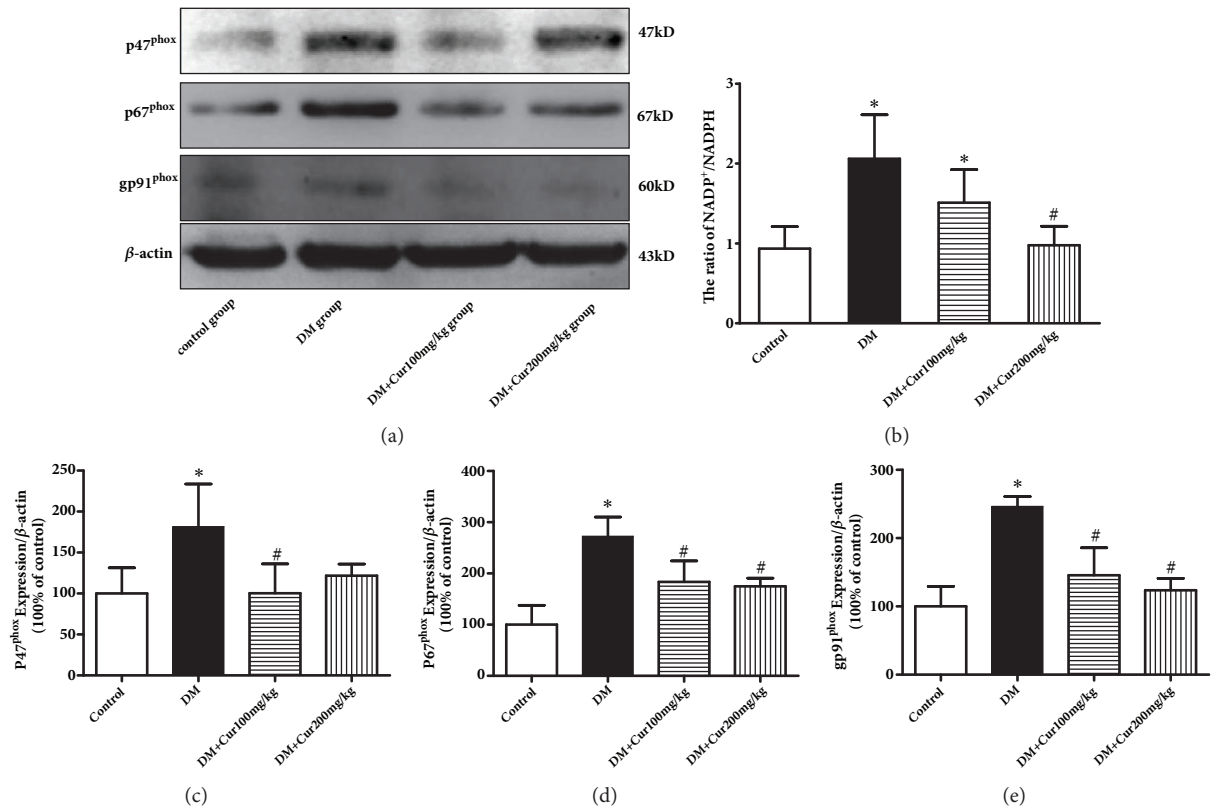 p47phox
47kD
p67phox
67kD
gp91phox
60kD
β-actin
43kD
control group
DM group
DM+Cur100mg/kg group
DM+Cur200mg/kg group
(a)
The ratio of NADP+/NADPH
3
2
1
0
*
*
#
Control
DM
DM+Cur100mg/kg
DM+Cur200mg/kg
(b)
P47phox Expression/β-actin
(100% of control)
250
200
150
100
50
0
*
#
Control
DM
DM+Cur100mg/kg
DM+Cur200mg/kg
(c)
P67phox Expression/β-actin
(100% of control)
400
300
200
100
0
*
#
#
Control
DM
DM+Cur100mg/kg
DM+Cur200mg/kg
(d)
gp91phox Expression/β-actin
(100% of control)
300
200
100
0
*
#
#
Control
DM
DM+Cur100mg/kg
DM+Cur200mg/kg
(e)